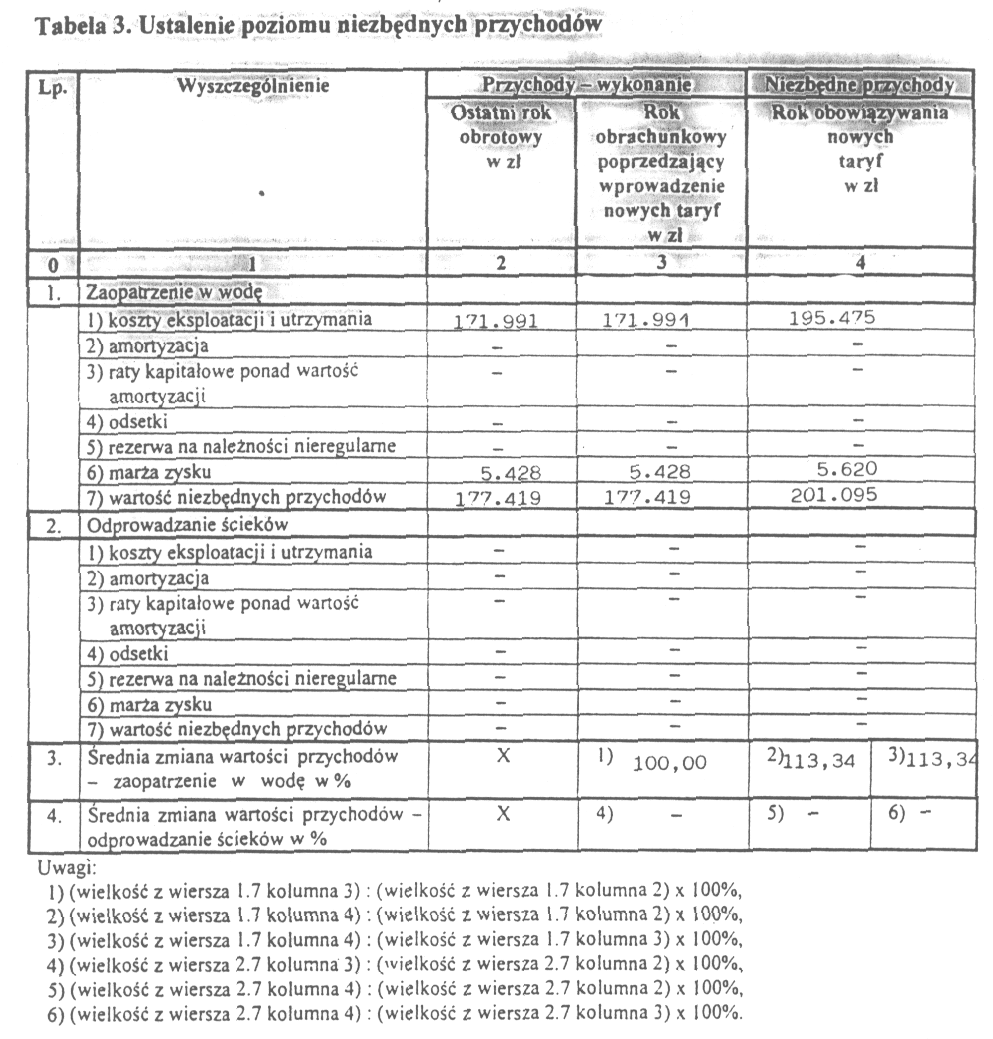 Tabela 3. Ustalenie poziomu niezbędnych przychodów
Lp. Wyszczególnienie Przychody – wykonanie Niezbędne przychody
Ostatni rok obrotowy w zł
Rok obrachunkowy poprzedzający wprowadzenie nowych taryf w zł
Rok obowiązywania nowych taryf w zł
0 1 2 3 4
1. Zaopatrzenie w wodę
1) koszty eksploatacji i utrzymania 171.991 171.991 195.475
2) amortyzacja – – –
3) raty kapitałowe ponad wartość – – –
amortyzacji
4) odsetki – – –
5) rezerwa na należności nieregularne – – –
6) marża zysku 5.428 5.428 5.620
7) wartość niezbędnych przychodów 177.419 177.419 201.095
2. Odprowadzanie ścieków
1) koszty eksploatacji i utrzymania – – –
2) amortyzacja – – –
3) raty kapitałowe ponad wartość – – –
amortyzacji
4) odsetki – – –
5) rezerwa na należności nieregularne – – –
6) marża zysku – – –
7) wartość niezbędnych przychodów – – –
3. Średnia zmiana wartości przychodów X 1) 100,00 2)113,34 3)113,34
– zaopatrzenie w wodę w %
4. Średnia zmiana wartości przychodów – X 4) – 5) – 6) –
odprowadzanie ścieków w %
Uwagi:
1) (wielkość z wiersza 1.7 kolumna 3) : (wielkość z wiersza 1.7 kolumna 2) x 100%,
2) (wielkość z wiersza 1.7 kolumna 4) : (wielkość z wiersza 1.7 kolumna 2) x 100%,
3) (wielkość z wiersza 1.7 kolumna 4) : (wielkość z wiersza 1.7 kolumna 3) x 100%,
4) (wielkość z wiersza 2.7 kolumna 3) : (wielkość z wiersza 2.7 kolumna 2) x 100%,
5) (wielkość z wiersza 2.7 kolumna 4) : (wielkość z wiersza 2.7 kolumna 2) x 100%,
6) (wielkość z wiersza 2.7 kolumna 4) : (wielkość z wiersza 2.7 kolumna 3) x 100%.